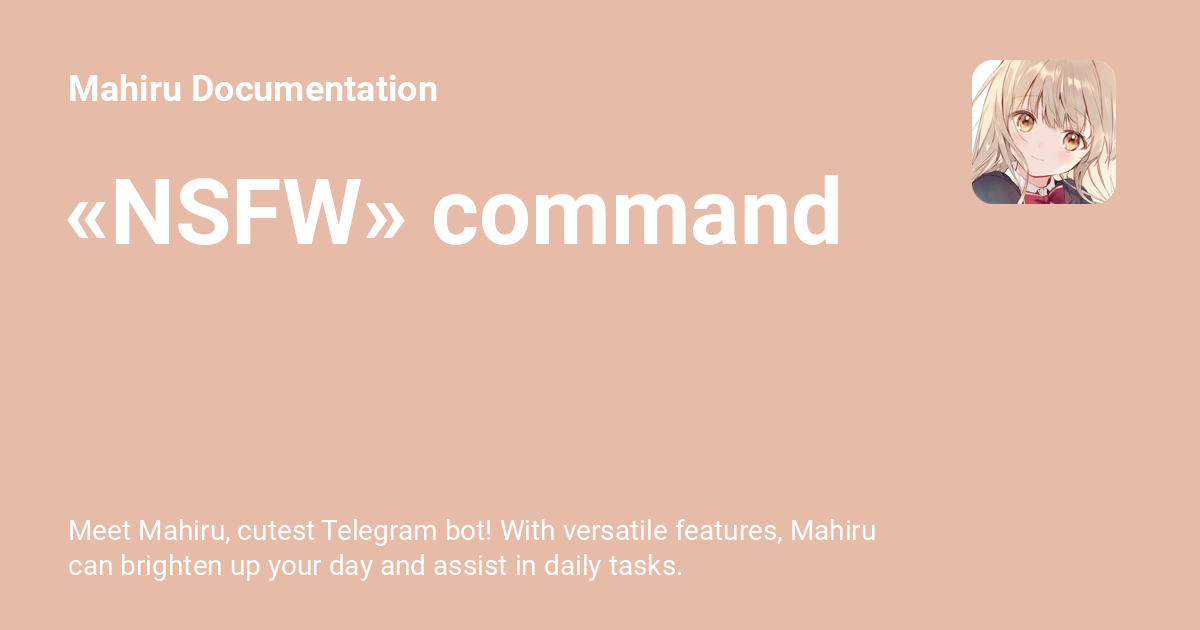 Mahiru Documentation
«NSFW» command
Meet Mahiru, cutest Telegram bot! With versatile features, Mahiru
can brighten up your day and assist in daily tasks.